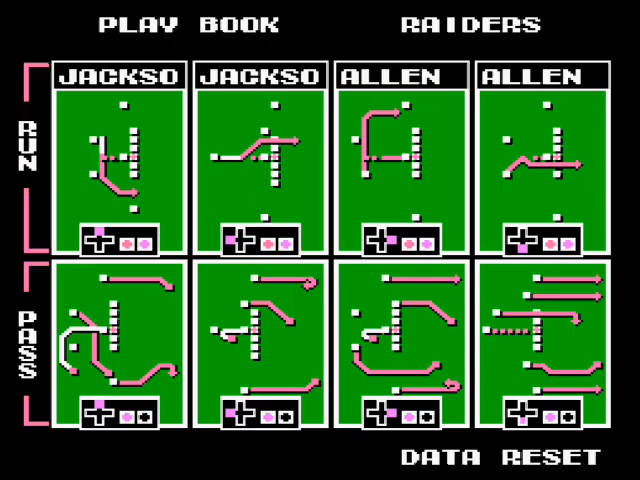 PLAY BOOK RAIDERS
JACKSO JACKSO ALLEN ALLEN
RUN
PASS
DATA RESET